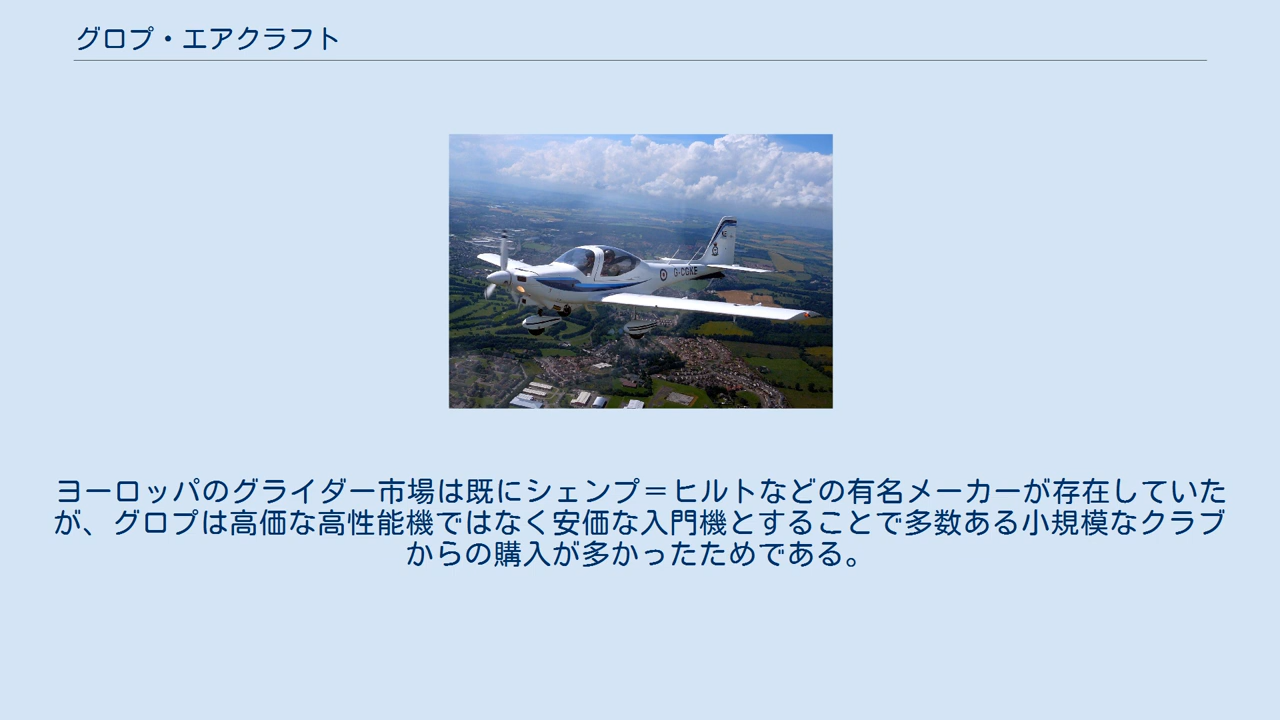 グロプ・エアクラフト
G-CGKE
ヨーロッパのグライダー市場は既にシェンプ＝ヒルトなどの有名メーカーが存在していた
が、グロプは高価な高性能機ではなく安価な入門機とすることで多数ある小規模なクラブ
からの購入が多かったためである。